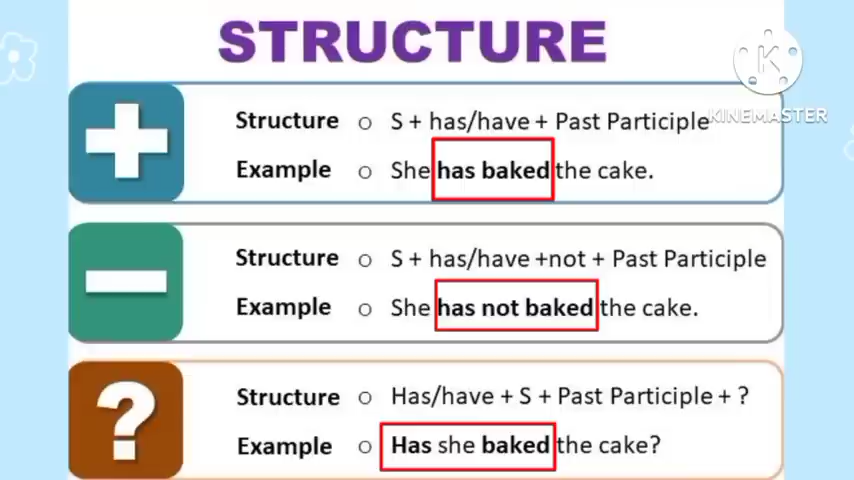 STRUCTURE
KINEMASTER
Structure o S + has/have + Past Participle
Example o She has baked the cake.
Structure o S + has/have +not + Past Participle
Example o She has not baked the cake.
Structure o Has/have + S + Past Participle + ?
Example o Has she baked the cake?